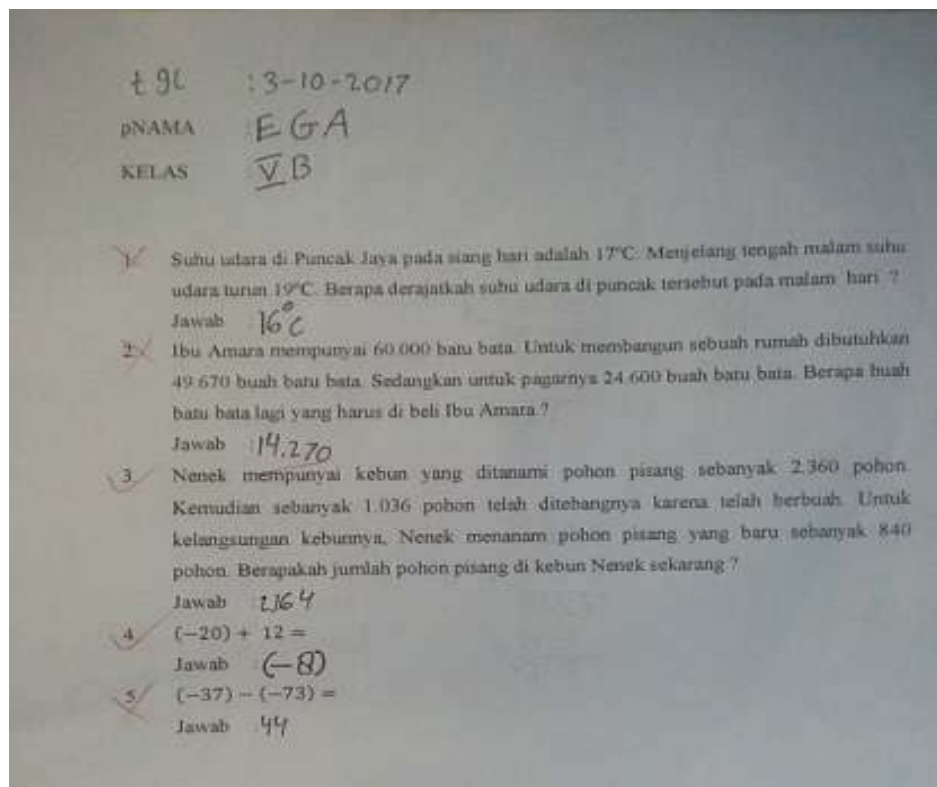 tgl : 3-10-2017
pNAMA : EGA
KELAS V B
1. Suhu udara di Puncak Jaya pada siang hari adalah 17°C. Menjelang tengah malam suhu
udara turun 19°C. Berapa derajatkah suhu udara di puncak tersebut pada malam hari ?
Jawab 16°C
2. Ibu Amara mempunyai 60.000 batu bata. Untuk membangun sebuah rumah dibutuhkan
49.670 buah batu bata. Sedangkan untuk pagarnya 24.600 buah batu bata. Berapa buah
batu bata lagi yang harus di beli Ibu Amara ?
Jawab : 14.270
3. Nenek mempunyai kebun yang ditanami pohon pisang sebanyak 2.360 pohon.
Kemudian sebanyak 1.036 pohon telah ditebangnya karena telah berbuah. Untuk
kelangsungan kebunnya, Nenek menanam pohon pisang yang baru sebanyak 840
pohon. Berapakah jumlah pohon pisang di kebun Nenek sekarang ?
Jawab : 2164
4. (−20) + 12 =
Jawab : (−8)
5. (−37) − (−73) =
Jawab : 44